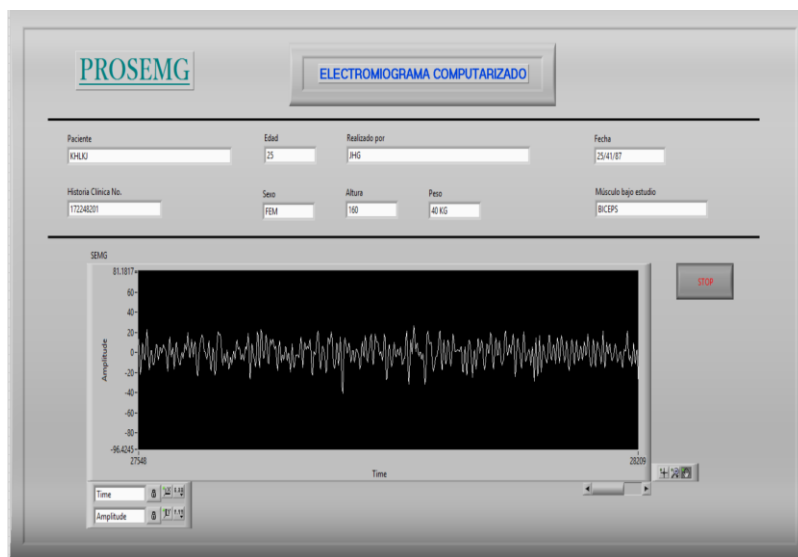 PROSEMG
ELECTROMIOGRAMA COMPUTARIZADO
Paciente Edad Realizado por Fecha
KHLKJ 25 JHG 25/41/87
Historia Clínica No. Sexo Altura Peso Músculo bajo estudio
172248201 FEM 160 40 KG BICEPS
SEMG
STOP
81.1817
60
40
20
0
-20
-40
-60
-80
-96.4245
Amplitude
27548 28209
Time
Time
Amplitude